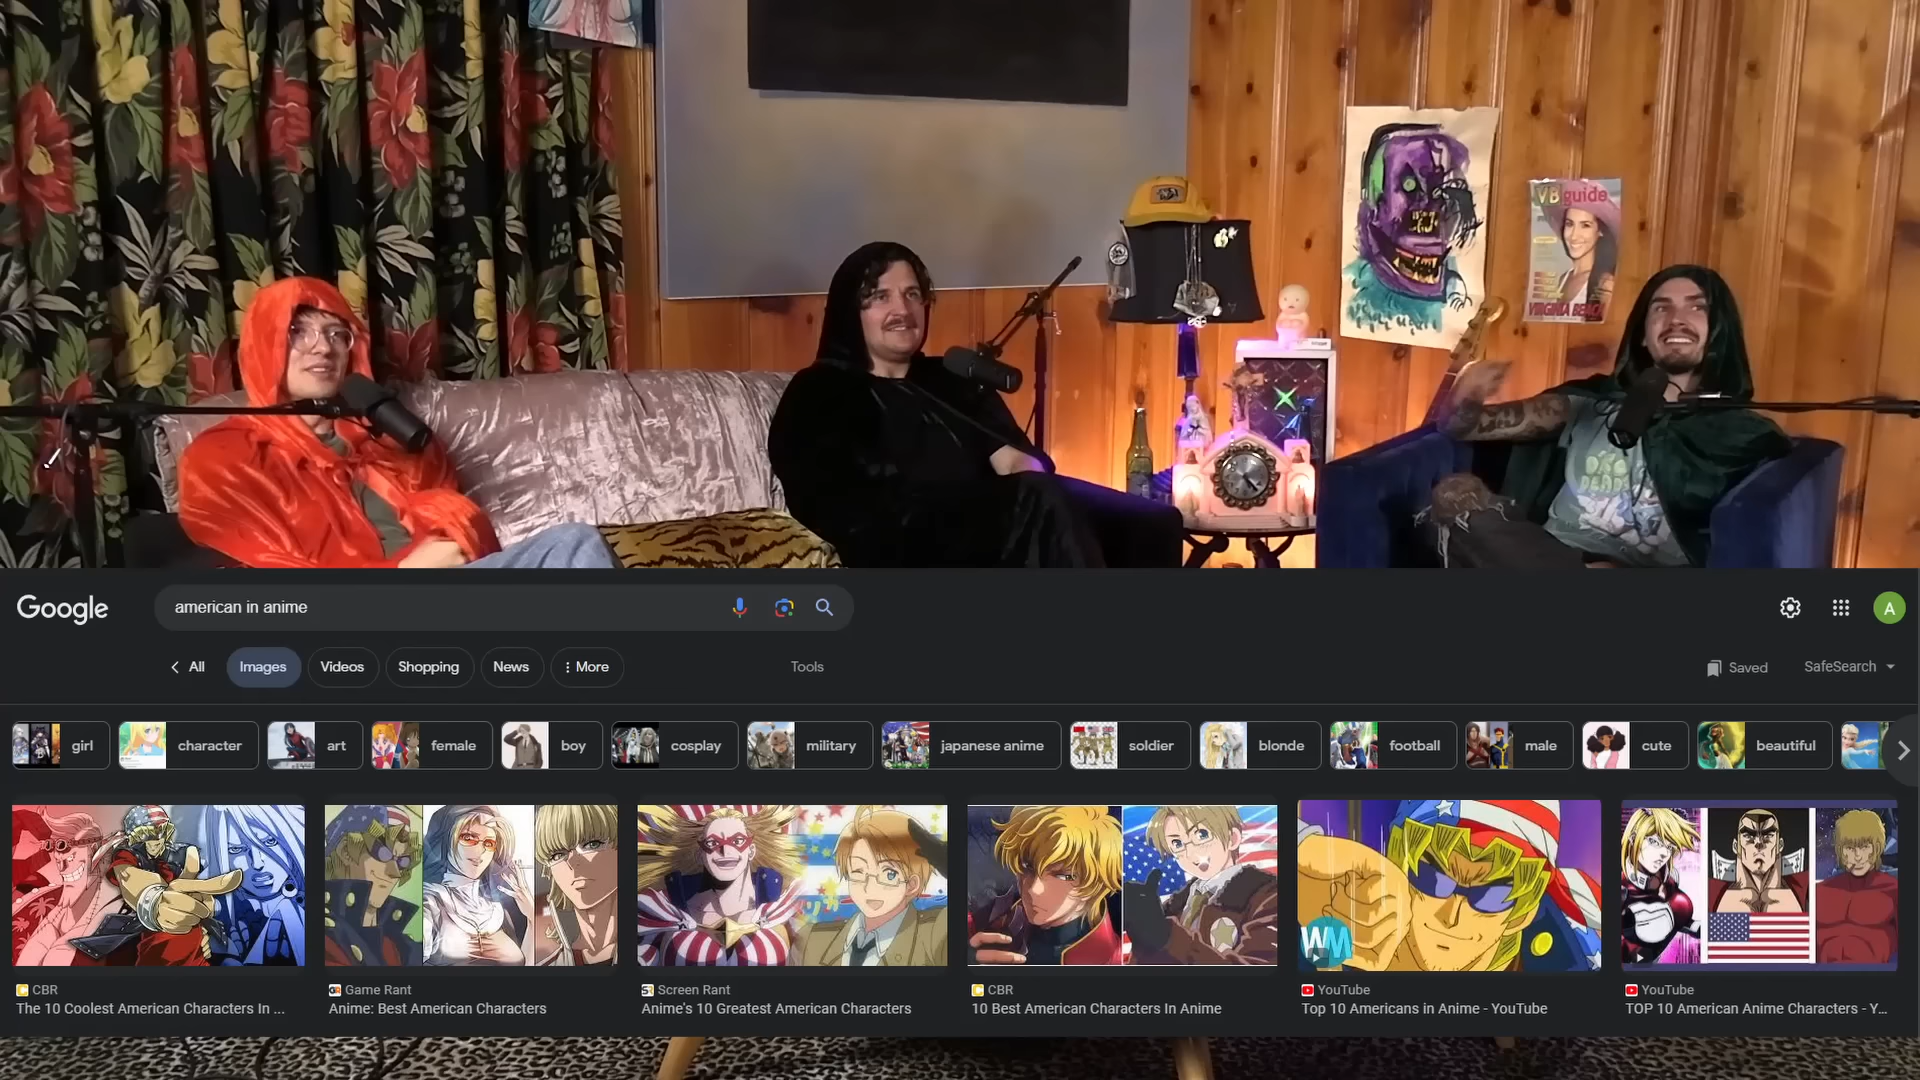 VB guide
VIRGINIA BEACH
Google
american in anime
A
All
Images
Videos
Shopping
News
More
Tools
Saved
SafeSearch
girl
character
art
female
boy
cosplay
military
japanese anime
soldier
blonde
football
male
cute
beautiful
WM
CBR
The 10 Coolest American Characters In ...
Game Rant
Anime: Best American Characters
Screen Rant
Anime's 10 Greatest American Characters
CBR
10 Best American Characters In Anime
YouTube
Top 10 Americans in Anime - YouTube
YouTube
TOP 10 American Anime Characters - Y...